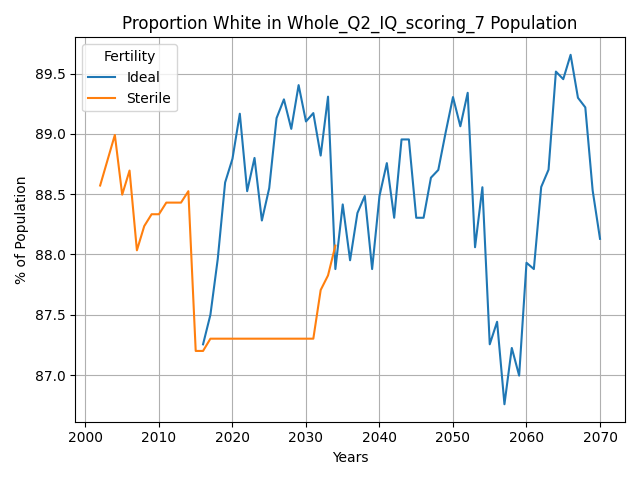 Proportion White in Whole_Q2_IQ_scoring_7 Population
Fertility
Ideal
Sterile
% of Population
89.5
89.0
88.5
88.0
87.5
87.0
2000
2010
2020
2030
2040
2050
2060
2070
Years